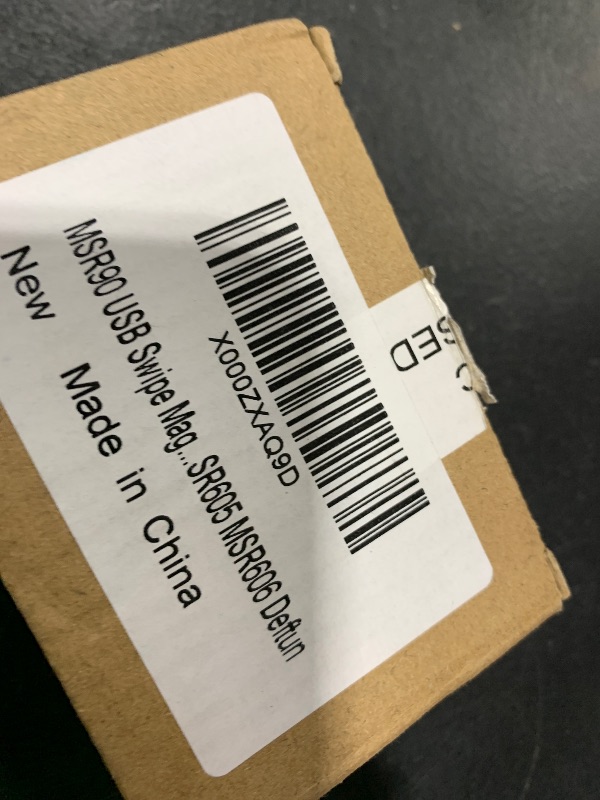 X000ZXAQ9D
MSR90 USB Swipe Mag...SR605 MSR606 Deftun
New Made in China
ED